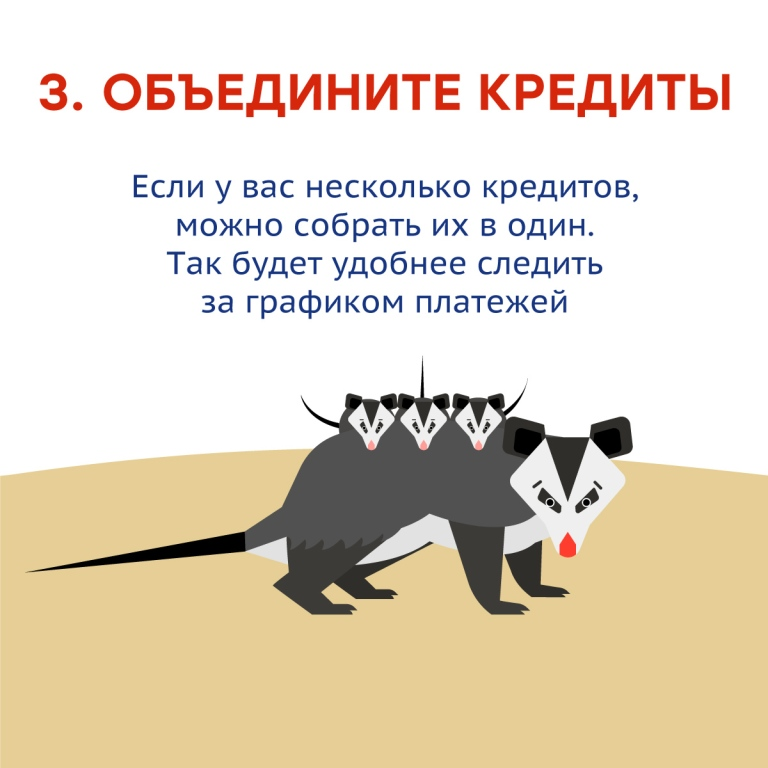 3. ОБЪЕДИНИТЕ КРЕДИТЫ
Если у вас несколько кредитов,
можно собрать их в один.
Так будет удобнее следить
за графиком платежей